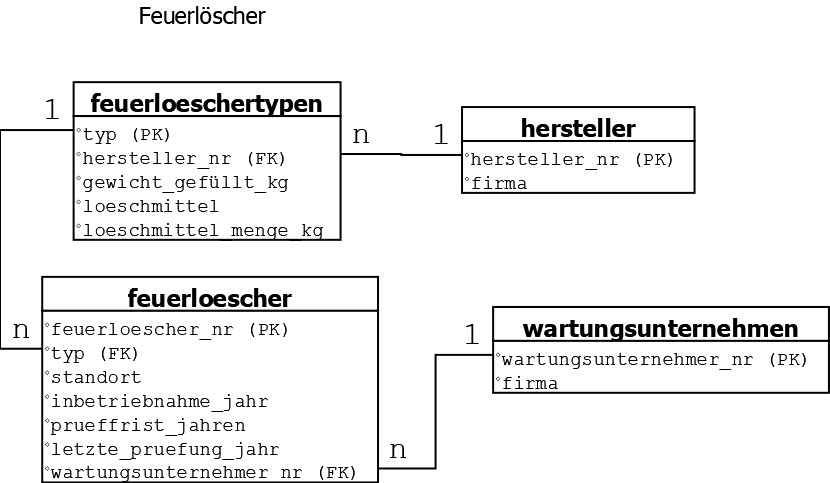 Feuerlöscher
feuerloeschertypen
typ (PK)
hersteller_nr (FK)
gewicht_gefüllt_kg
loeschmittel
loeschmittel_menge_kg
1
n
1
hersteller
hersteller_nr (PK)
firma
feuerloescher
feuerloescher_nr (PK)
typ (FK)
standort
inbetriebnahme_jahr
prueffrist_jahren
letzte_pruefung_jahr
wartungsunternehmer_nr (FK)
n
n
1
wartungsunternehmen
wartungsunternehmer_nr (PK)
firma